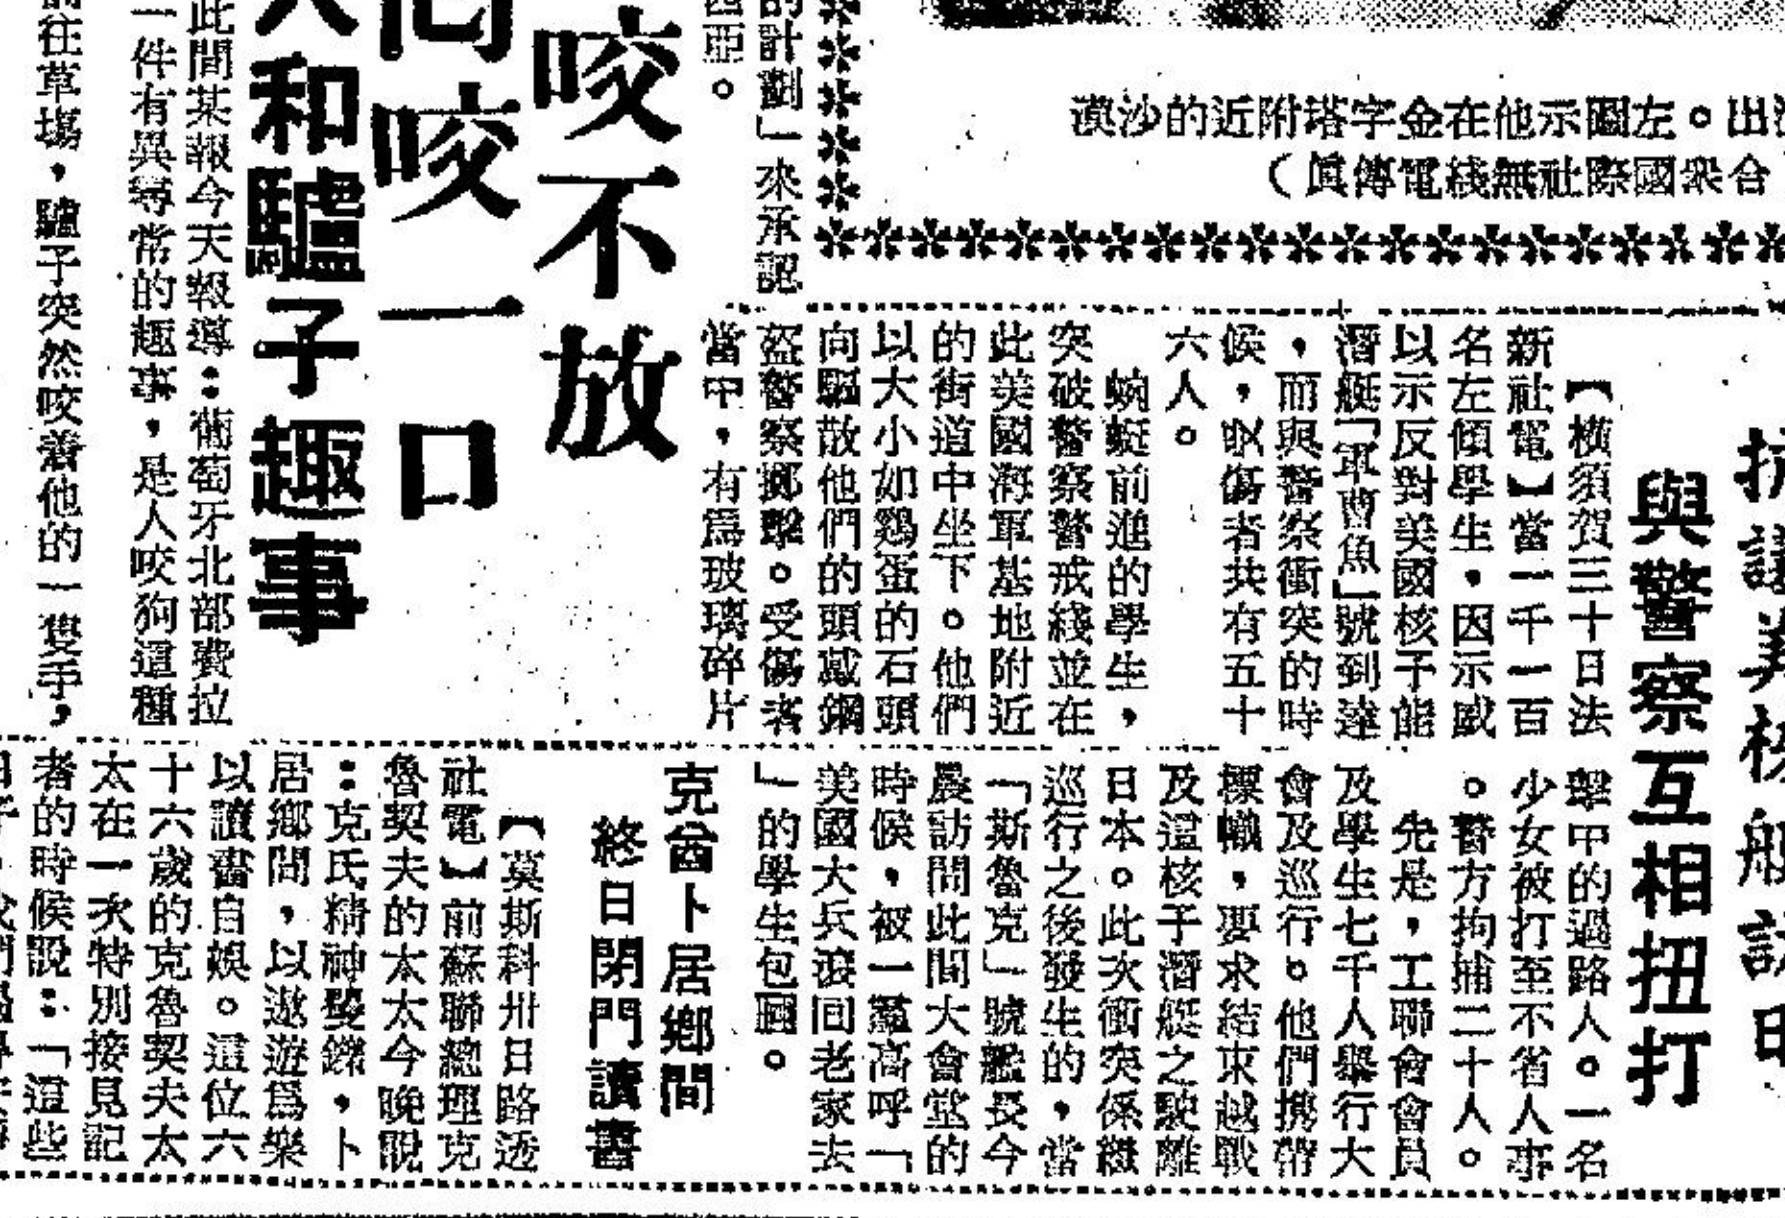 漠沙的近附塔字金在他示圖左。出
（眞傳電綫無社際國衆合
抗議美核艇訪日
與警察互相扭打
【橫須賀三十日法
新社電】當一千一百
名左傾學生，因示威
以示反對美國核子能
潛艇「軍曹魚」號到達
，而與警察衝突的時
候，吹傷者共有五十
六人。
蜿蜒前進的學生，
突破警察警戒綫並在
此美國海軍基地附近
的街道中坐下。他們
以大小如鷄蛋的石頭
向驅散他們的頭戴鋼
盔警察擲擊。受傷者
當中，有爲玻璃碎片
擊中的過路人。一名
少女被打至不省人事
。警方拘捕二十人。
先是，工聯會會員
及學生七千人舉行大
會及巡行。他們携帶
標幟，要求結束越戰
及這核子潛艇之駛離
日本。此次衝突係繼
巡行之後發生的，當
「斯魯克」號艦長今
晨訪問此間大會堂的
時候，被一羣高呼「
美國大兵滾回老家去
」的學生包圍。
的計劃」來承認
西亞。
咬不放
咬一口
和驢子趣事
此間某報今天報導：葡萄牙北部費拉
一件有異尋常的趣事，是人咬狗這種
前往草塲，驢子突然咬着他的一隻手，
克酋卜居鄉間
終日閉門讀書
【莫斯科卅日路透
社電】前蘇聯總理克
魯契夫的太太今晚說
：克氏精神矍鑠，卜
居鄉間，以遨遊爲樂
以讀書自娛。這位六
十六歲的克魯契夫太
太在一次特別接見記
者的時候說：「這些